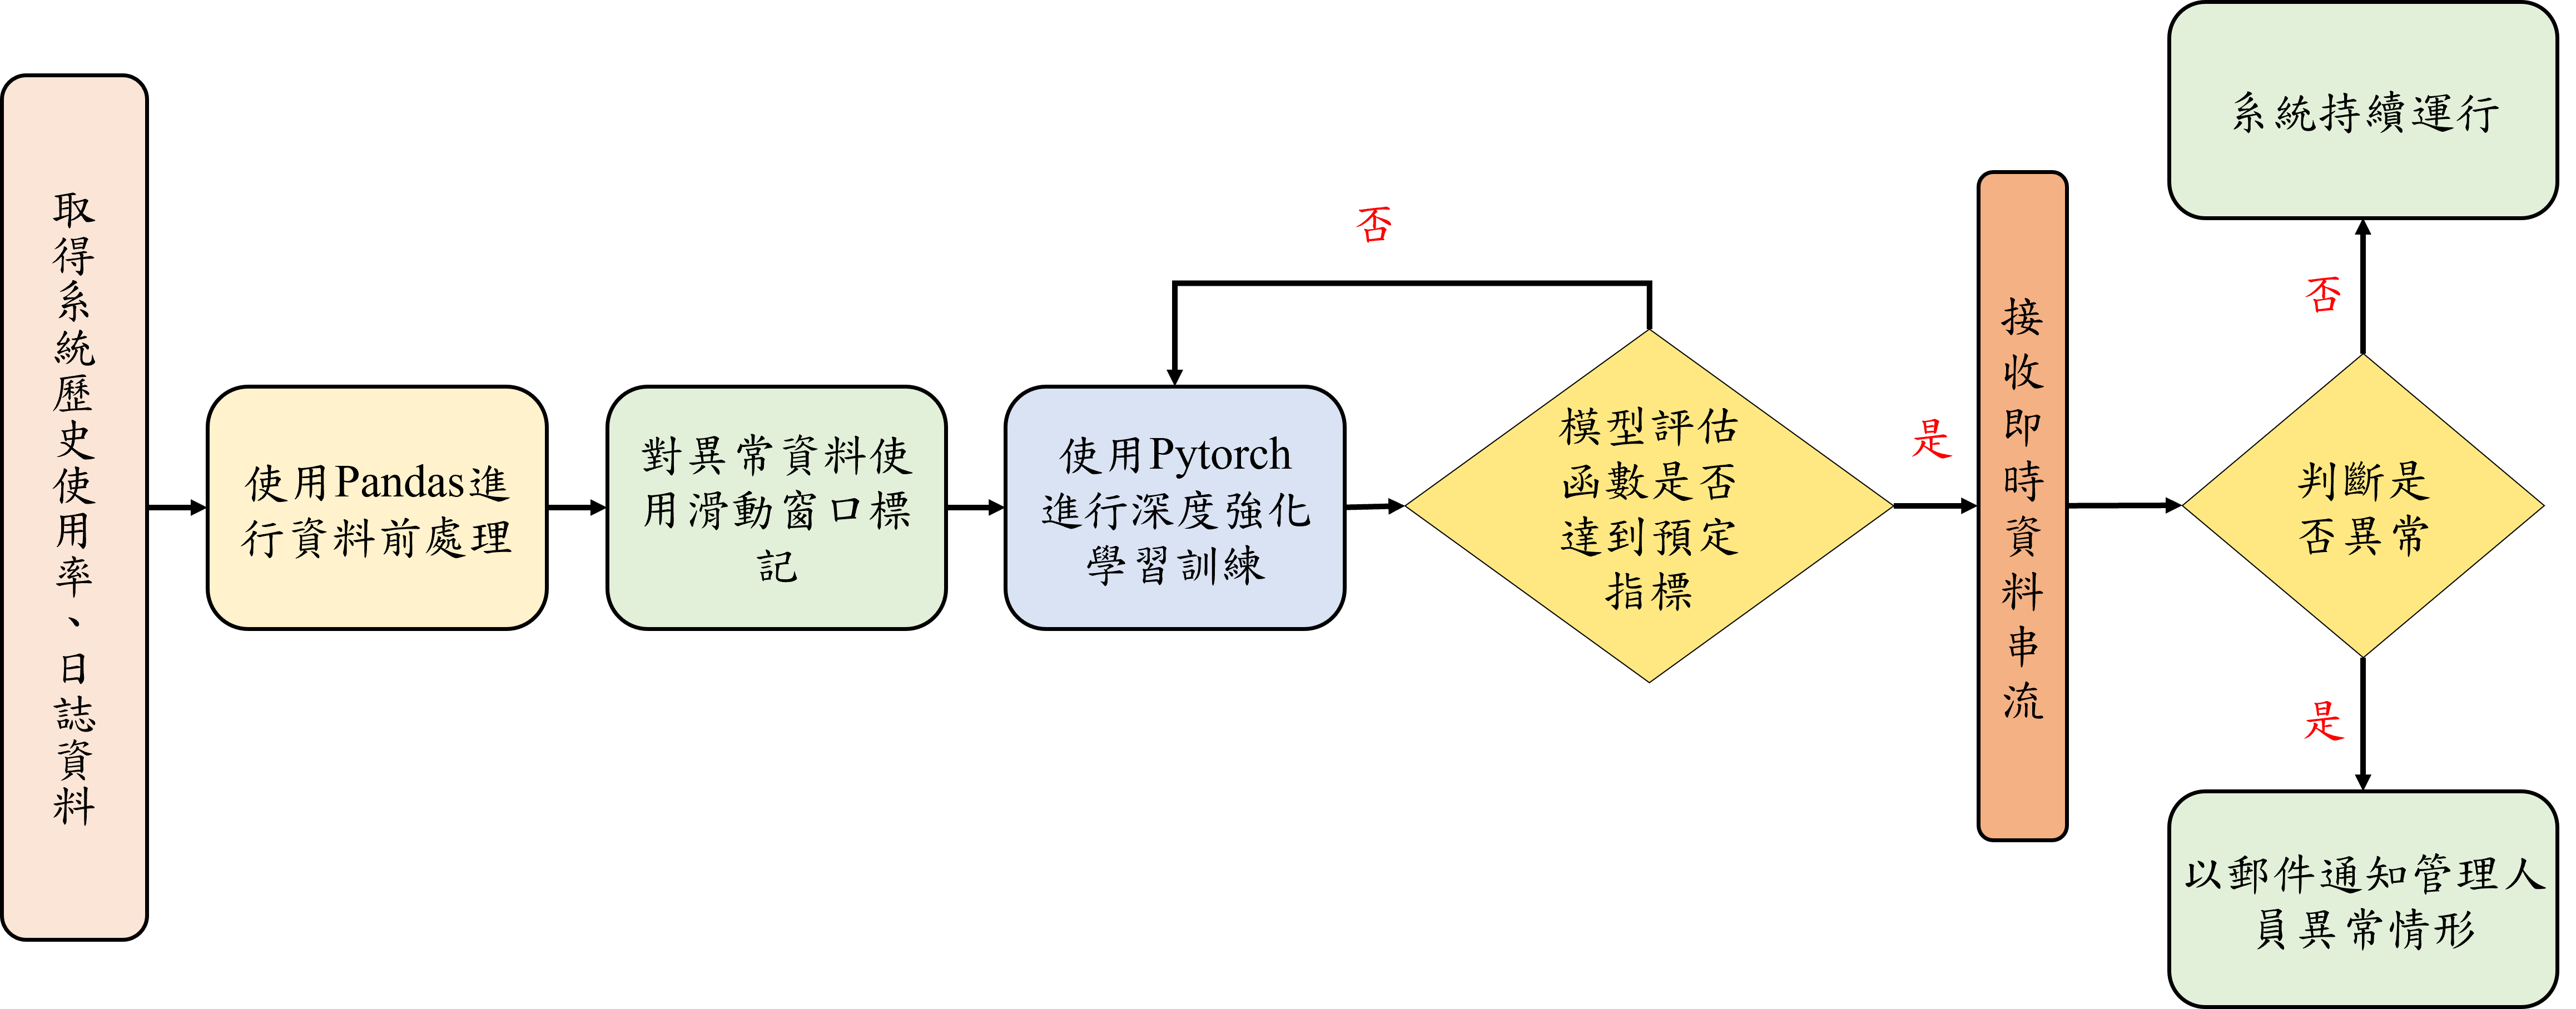 取得系統歷史使用率、日誌資料
使用Pandas進
行資料前處理
對異常資料使
用滑動窗口標
記
使用Pytorch
進行深度強化
學習訓練
否
模型評估
函數是否
達到預定
指標
是
接收即時資料串流
判斷是
否異常
否
系統持續運行
是
以郵件通知管理人
員異常情形